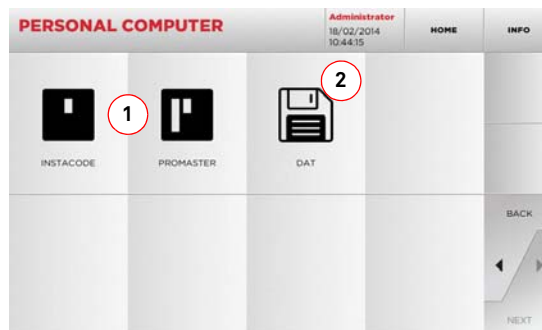 PERSONAL COMPUTER
Administrator
18/02/2014
10:44:15
HOME
INFO
1
2
INSTACODE
PROMASTER
DAT
BACK
NEXT